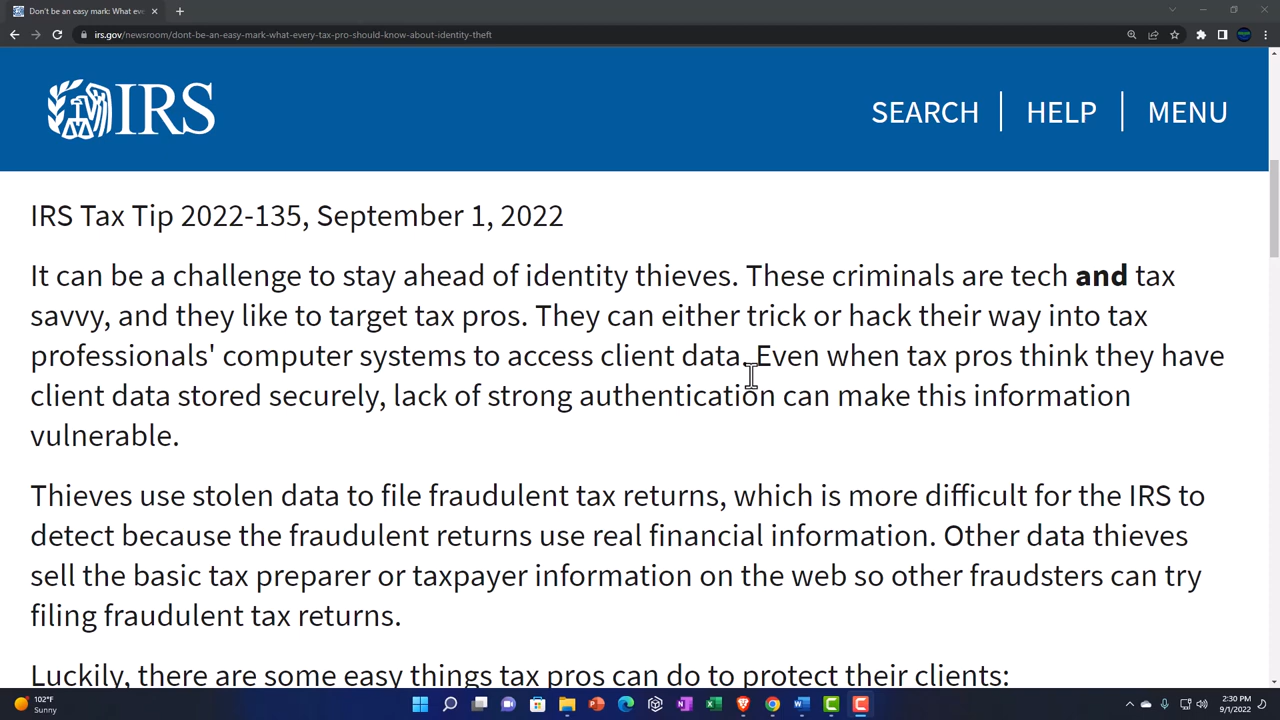 Don't be an easy mark: What eve
irs.gov/newsroom/dont-be-an-easy-mark-what-every-tax-pro-should-know-about-identity-theft
IRS
SEARCH HELP MENU
IRS Tax Tip 2022-135, September 1, 2022
It can be a challenge to stay ahead of identity thieves. These criminals are tech and tax
savvy, and they like to target tax pros. They can either trick or hack their way into tax
professionals' computer systems to access client data. Even when tax pros think they have
client data stored securely, lack of strong authentication can make this information
vulnerable.
Thieves use stolen data to file fraudulent tax returns, which is more difficult for the IRS to
detect because the fraudulent returns use real financial information. Other data thieves
sell the basic tax preparer or taxpayer information on the web so other fraudsters can try
filing fraudulent tax returns.
Luckily, there are some easy things tax pros can do to protect their clients:
102°F
Sunny
2:30 PM
9/1/2022